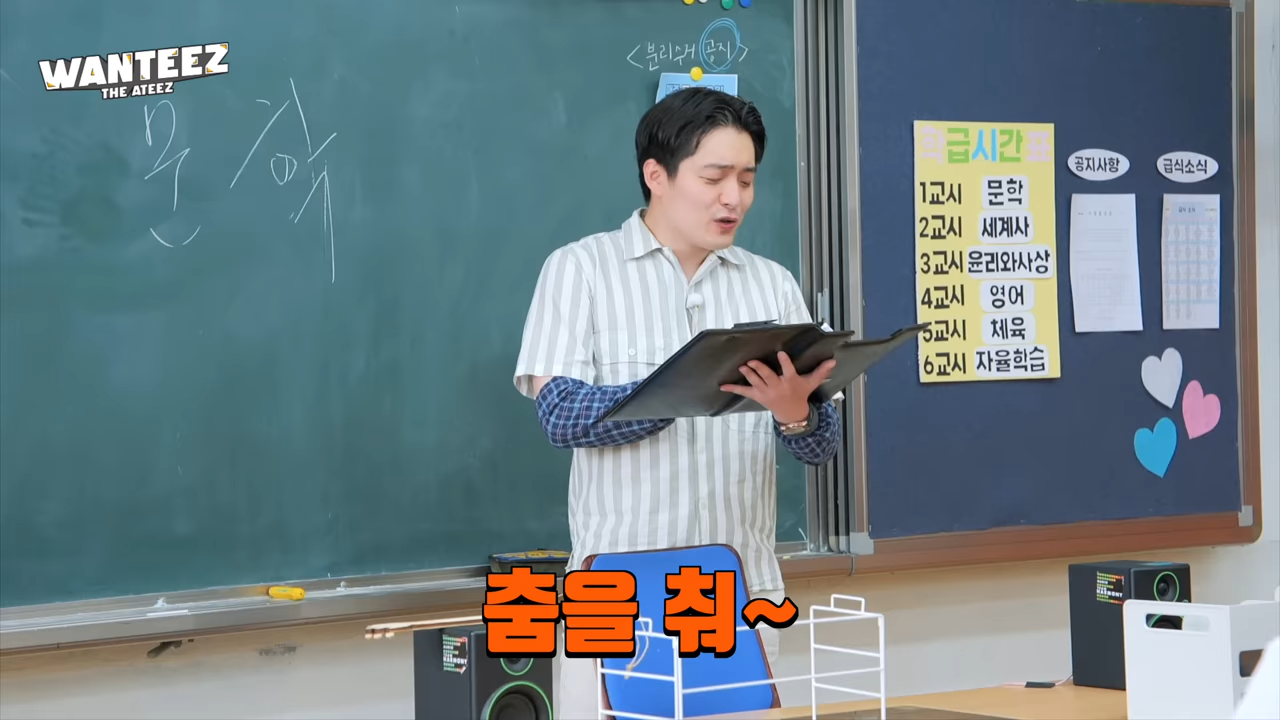 WANTEEZ
THE ATEEZ
<분리수거 공지>
문학
학급시간표
1교시 문학
2교시 세계사
3교시 윤리와사상
4교시 영어
5교시 체육
6교시 자율학습
공지사항
급식소식
춤을 춰~